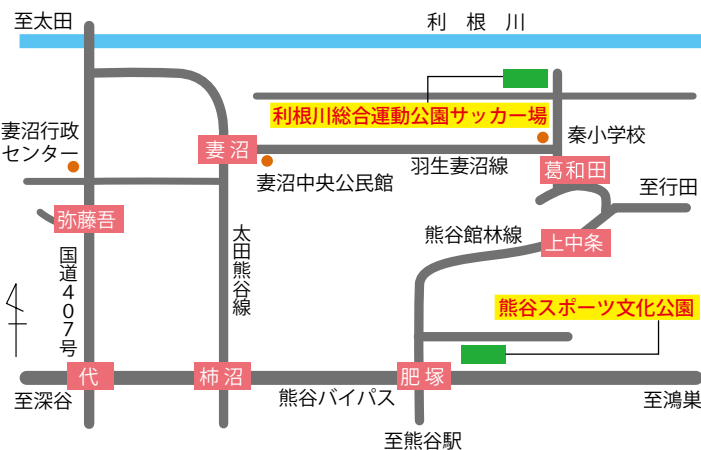 至太田
利根川
利根川総合運動公園サッカー場
妻沼行政
センター
妻沼
秦小学校
羽生妻沼線
葛和田
妻沼中央公民館
至行田
弥藤吾
太田熊谷線
熊谷館林線
上中条
国道407号
熊谷スポーツ文化公園
代
柿沼
肥塚
至深谷
熊谷バイパス
至鴻巣
至熊谷駅